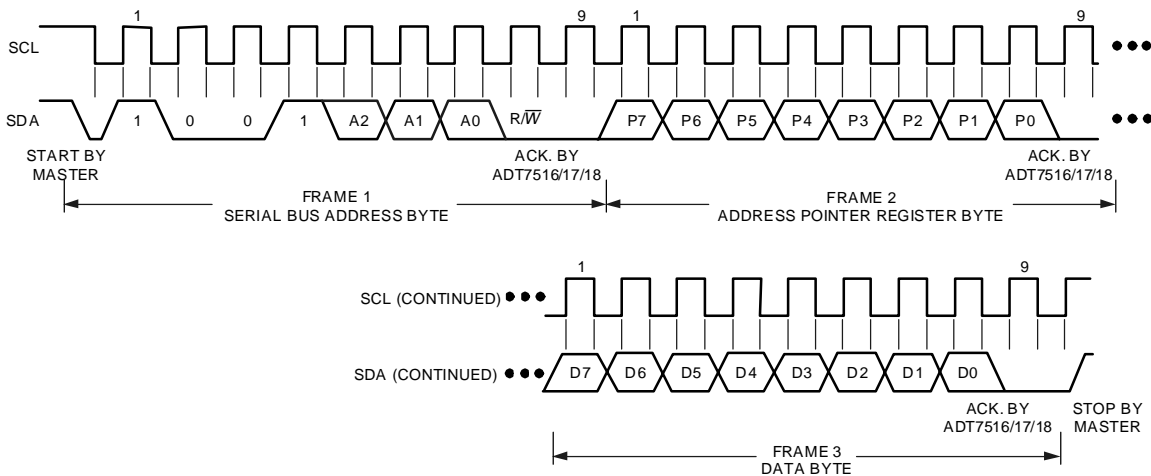 1 9 1 9
SCL
SDA 1 0 0 1 A2 A1 A0 R/W̅ P7 P6 P5 P4 P3 P2 P1 P0
START BY
MASTER
ACK. BY
ADT7516/17/18
ACK. BY
ADT7516/17/18
FRAME 1
SERIAL BUS ADDRESS BYTE
FRAME 2
ADDRESS POINTER REGISTER BYTE
1 9
SCL (CONTINUED)
SDA (CONTINUED) D7 D6 D5 D4 D3 D2 D1 D0
ACK. BY
ADT7516/17/18
STOP BY
MASTER
FRAME 3
DATA BYTE